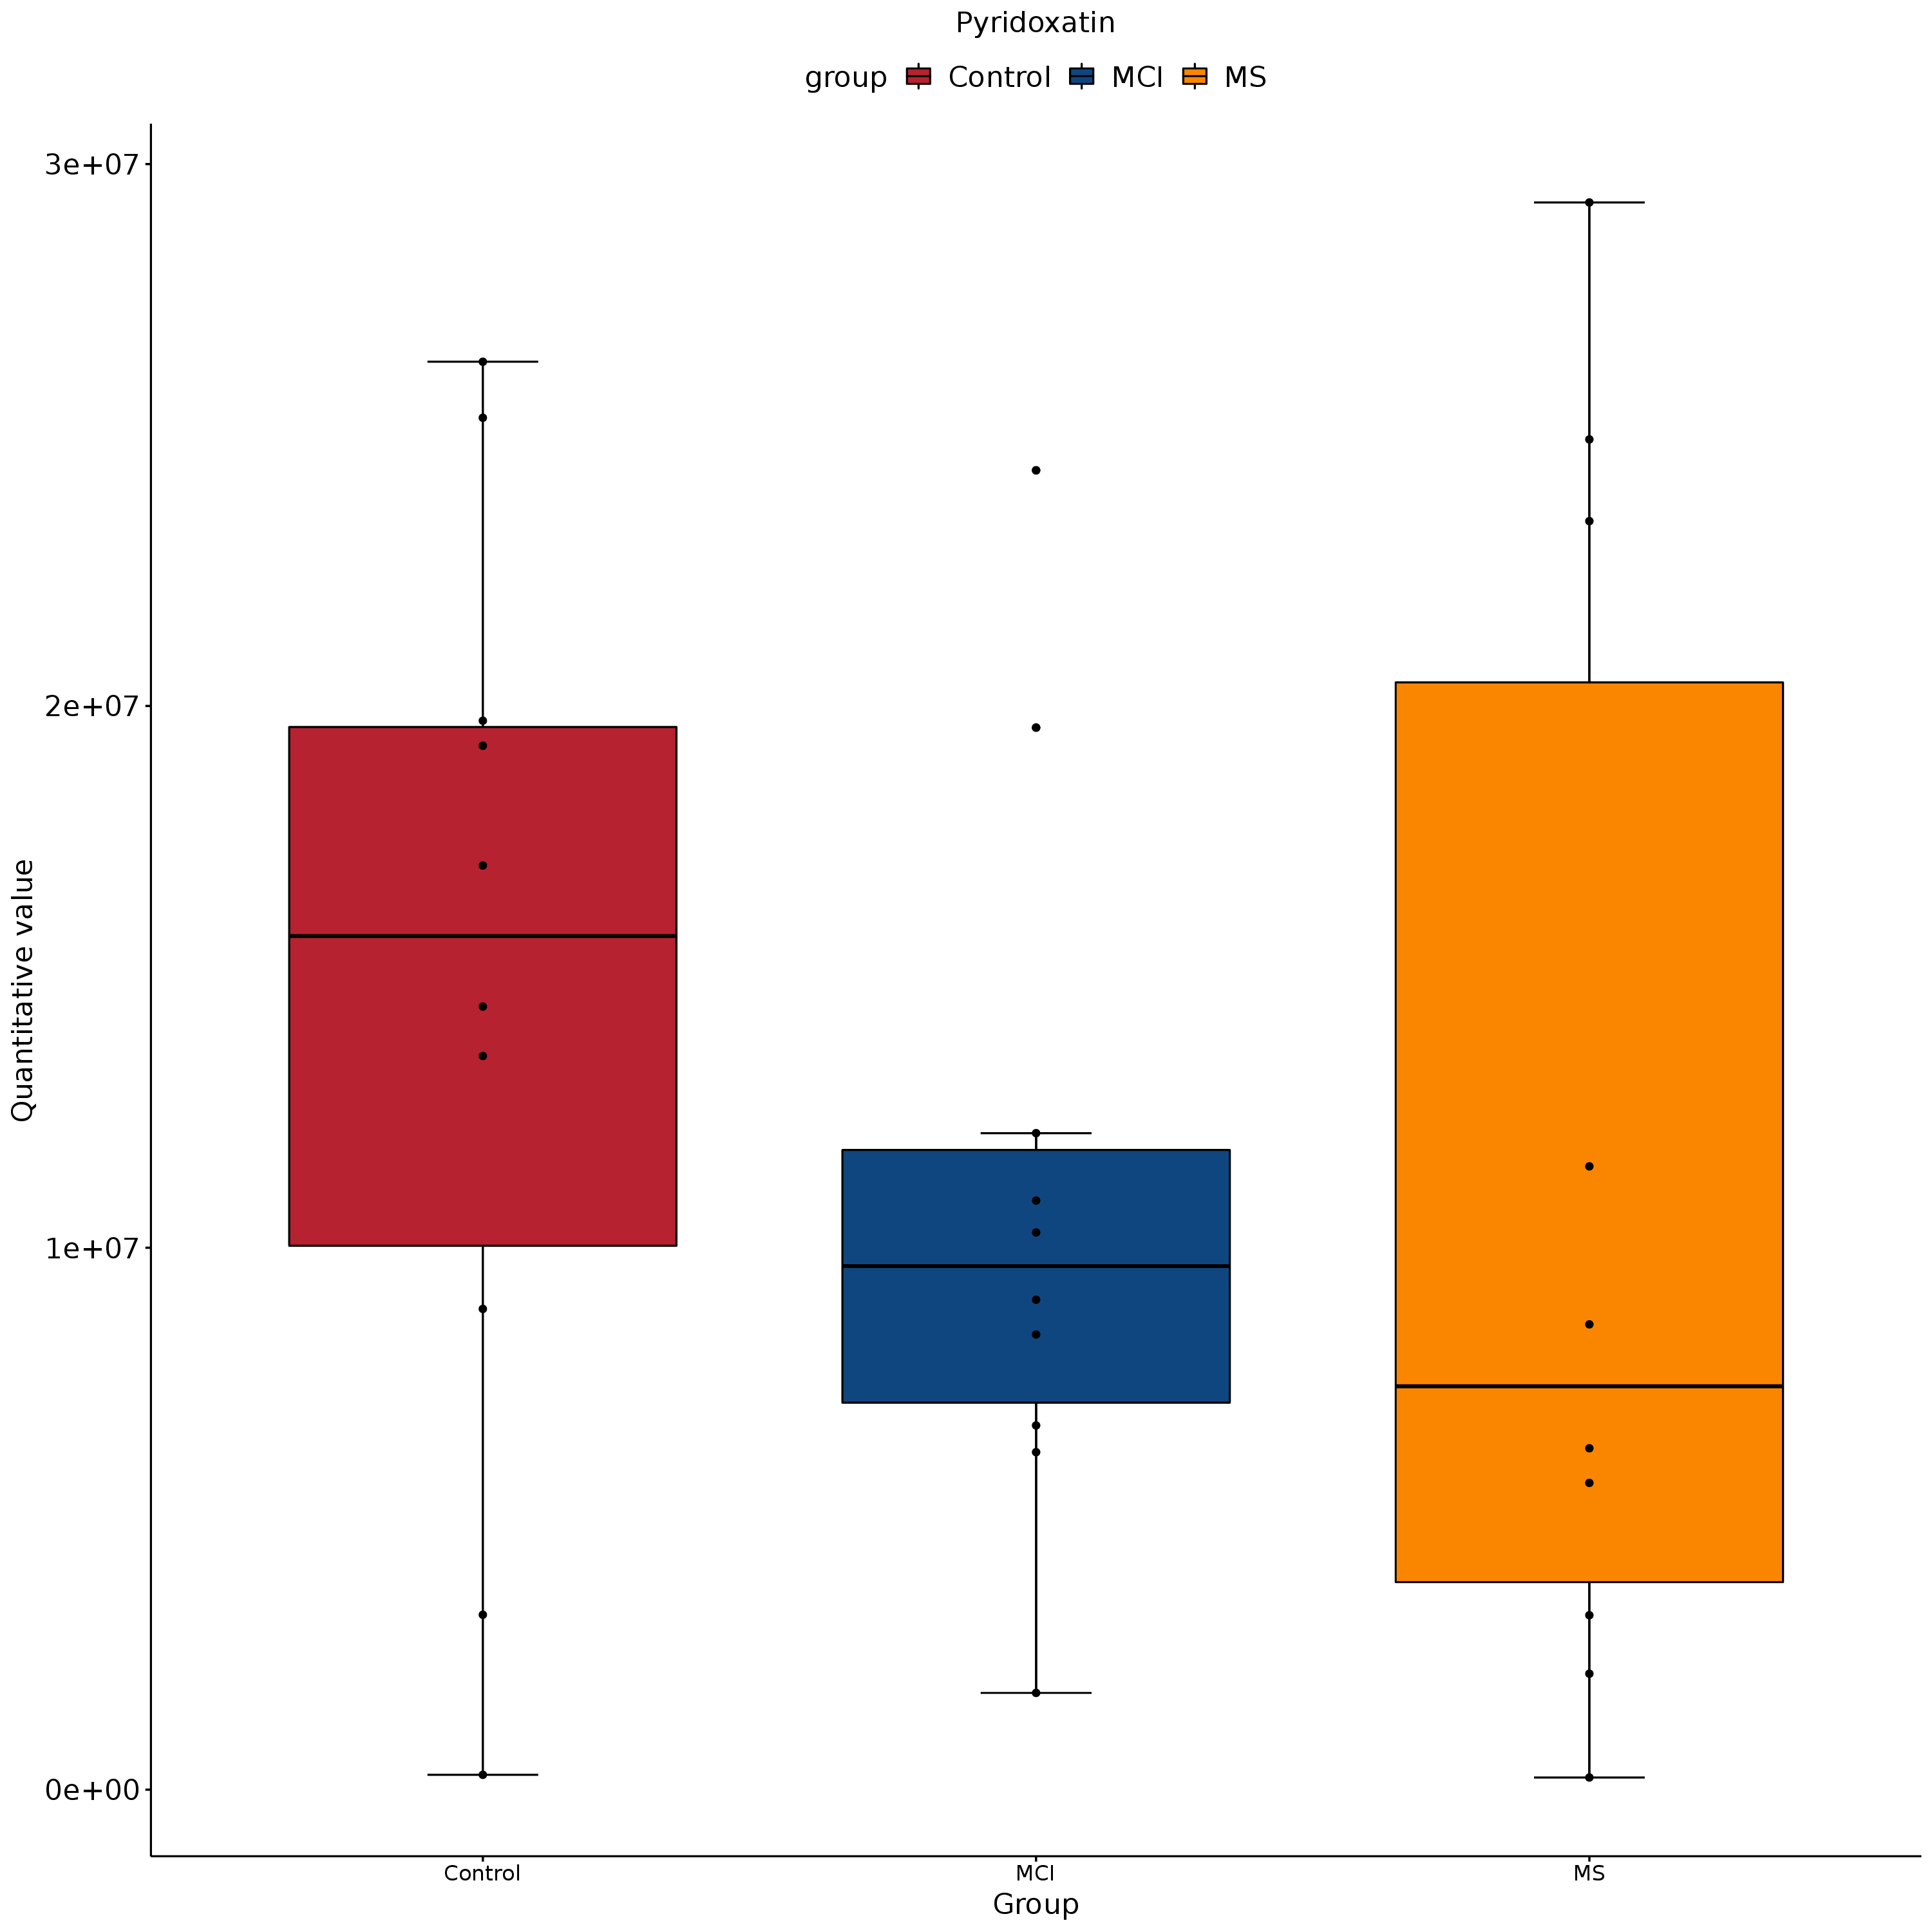 Pyridoxatin
group Control MCI MS
3e+07
2e+07
1e+07
0e+00
Quantitative value
Control MCI MS
Group